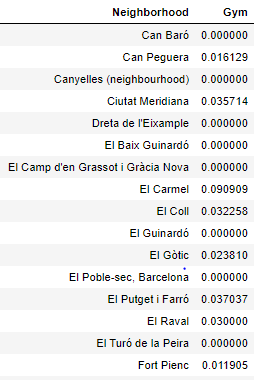 Neighborhood Gym
Can Baró 0.000000
Can Peguera 0.016129
Canyelles (neighbourhood) 0.000000
Ciutat Meridiana 0.035714
Dreta de l'Eixample 0.000000
El Baix Guinardó 0.000000
El Camp d'en Grassot i Gràcia Nova 0.000000
El Carmel 0.090909
El Coll 0.032258
El Guinardó 0.000000
El Gòtic 0.023810
El Poble-sec, Barcelona 0.000000
El Putget i Farró 0.037037
El Raval 0.030000
El Turó de la Peira 0.000000
Fort Pienc 0.011905